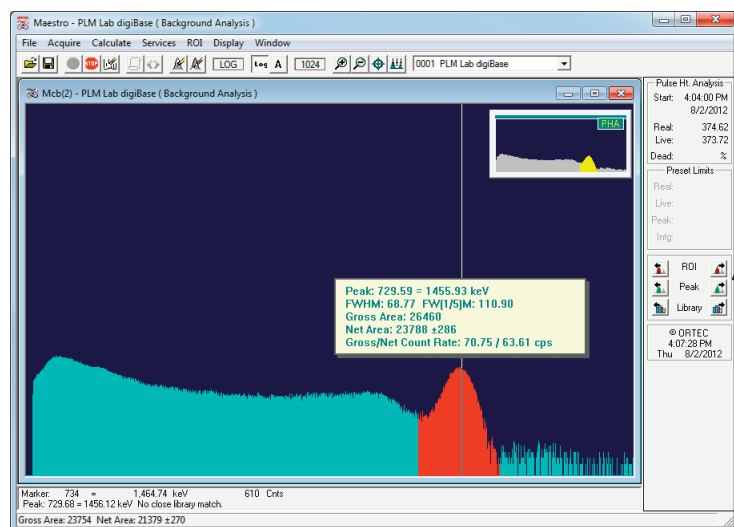 Maestro - PLM Lab digiBase ( Background Analysis )
File Acquire Calculate Services ROI Display Window
STOP LOG Log A 1024 0001 PLM Lab digiBase
Mcb(2) - PLM Lab digiBase ( Background Analysis )
PHA
Peak: 729.59 = 1455.93 keV
FWHM: 68.77 FW(1/5)M: 110.90
Gross Area: 26460
Net Area: 23788 ±286
Gross/Net Count Rate: 70.75 / 63.61 cps
Pulse Ht. Analysis
Start: 4:04:00 PM
8/2/2012
Real: 374.62
Live: 373.72
Dead: %
Preset Limits
Real:
Live:
Peak:
Intg:
ROI
Peak
Library
© ORTEC
4:07:28 PM
Thu 8/2/2012
Marker: 734 = 1,464.74 keV 610 Cnts
Peak: 729.68 = 1456.12 keV No close library match.
Gross Area: 23754 Net Area: 21379 ±270